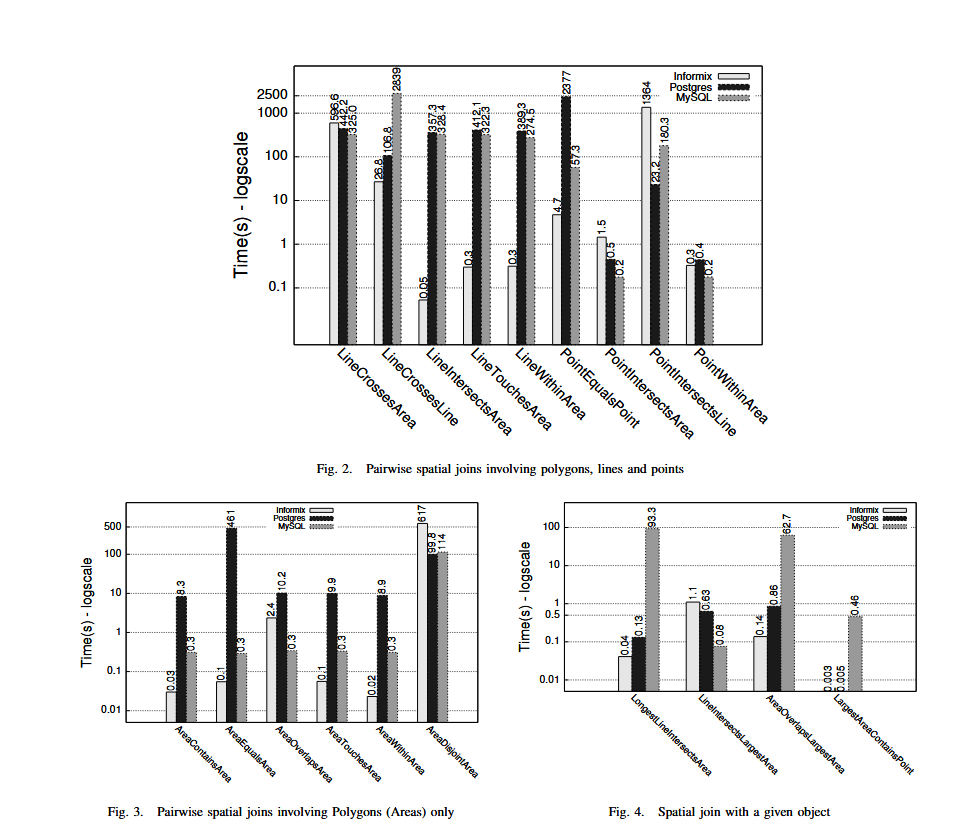 Informix
Postgres
MySQL
Time(s) - logscale
2500
1000
100
10
1
0.1
596.6 442.2 325.0
26.8 106.8 2839
0.05 357.3 328.4
0.3 412.1 322.3
0.3 389.3 274.5
4.7 2377 57.3
1.5 0.5 0.2
1364 23.2 180.3
0.3 0.4 0.2
LineCrossesArea
LineCrossesLine
LineIntersectsArea
LineTouchesArea
LineWithinArea
PointEqualsPoint
PointIntersectsArea
PointIntersectsLine
PointWithinArea
Fig. 2. Pairwise spatial joins involving polygons, lines and points
Informix
Postgres
MySQL
Time(s) - logscale
500
100
10
1
0.1
0.01
0.03 8.3 0.3
0.1 461 0.3
2.4 10.2 0.3
0.1 9.9 0.3
0.02 8.9 0.3
617 99.8 114
AreaContainsArea
AreaEqualsArea
AreaOverlapsArea
AreaTouchesArea
AreaWithinArea
AreaDisjointArea
Fig. 3. Pairwise spatial joins involving Polygons (Areas) only
Informix
Postgres
MySQL
Time(s) - logscale
100
10
1
0.5
0.1
0.01
0.04 0.13 93.3
1.1 0.63 0.08
0.14 0.86 62.7
0.003 0.005 0.46
LongestLineIntersectsArea
LineIntersectsLargestArea
AreaOverlapsLargestArea
LargestAreaContainsPoint
Fig. 4. Spatial join with a given object